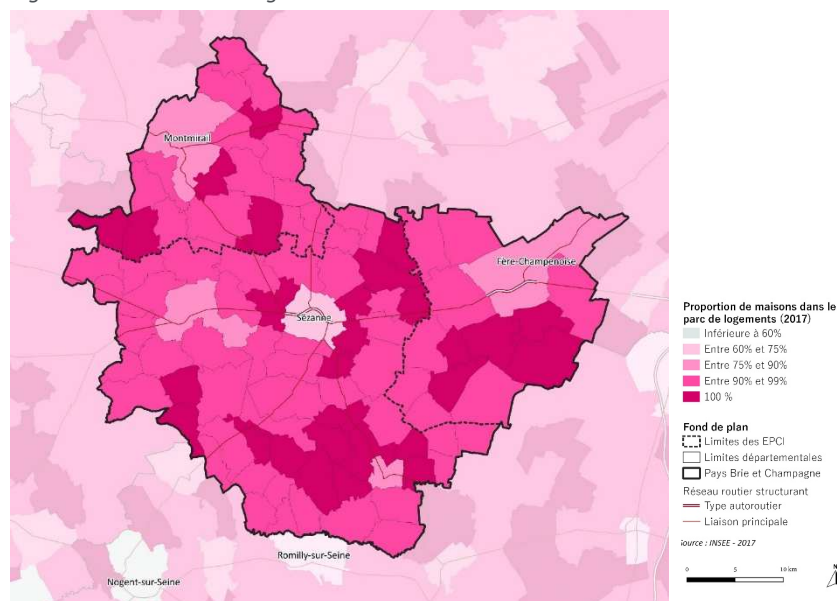 Montmirail
Fère-Champenoise
Sézanne
Romilly-sur-Seine
Nogent-sur-Seine
Proportion de maisons dans le
parc de logements (2017)
Inférieure à 60%
Entre 60% et 75%
Entre 75% et 90%
Entre 90% et 99%
100 %
Fond de plan
Limites des EPCI
Limites départementales
Pays Brie et Champagne
Réseau routier structurant
Type autoroutier
Liaison principale
Source : INSEE - 2017
0 5 10 km
N